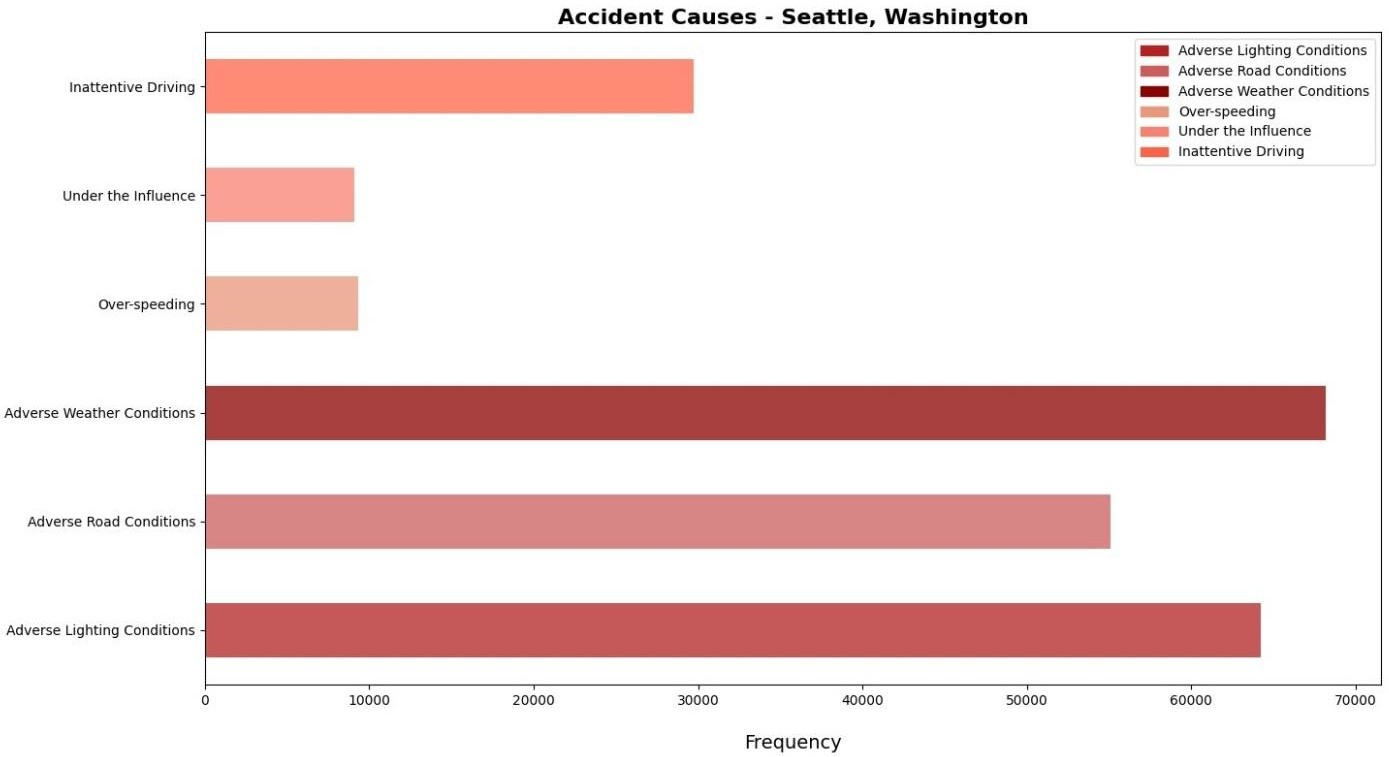 Accident Causes - Seattle, Washington
Adverse Lighting Conditions
Adverse Road Conditions
Adverse Weather Conditions
Over-speeding
Under the Influence
Inattentive Driving
Inattentive Driving
Under the Influence
Over-speeding
Adverse Weather Conditions
Adverse Road Conditions
Adverse Lighting Conditions
0 10000 20000 30000 40000 50000 60000 70000
Frequency